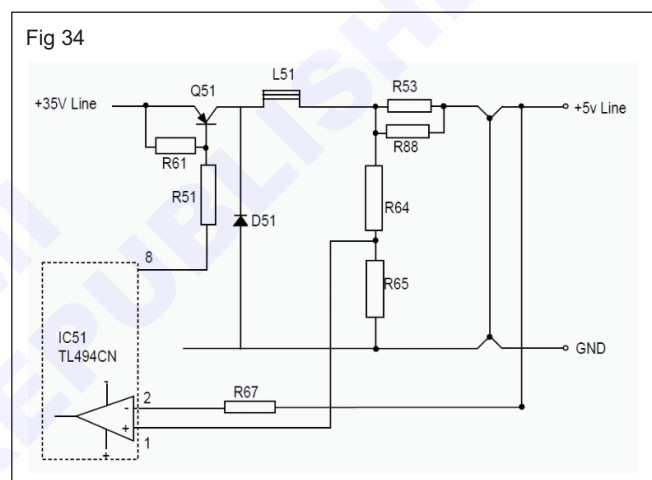 Fig 34
L51
Q51
R53
+35V Line
+5v Line
R88
R61
R51
R64
D51
8
R65
IC51
TL494CN
GND
R67
-
2
-
+
1
+
REPUBLISHE